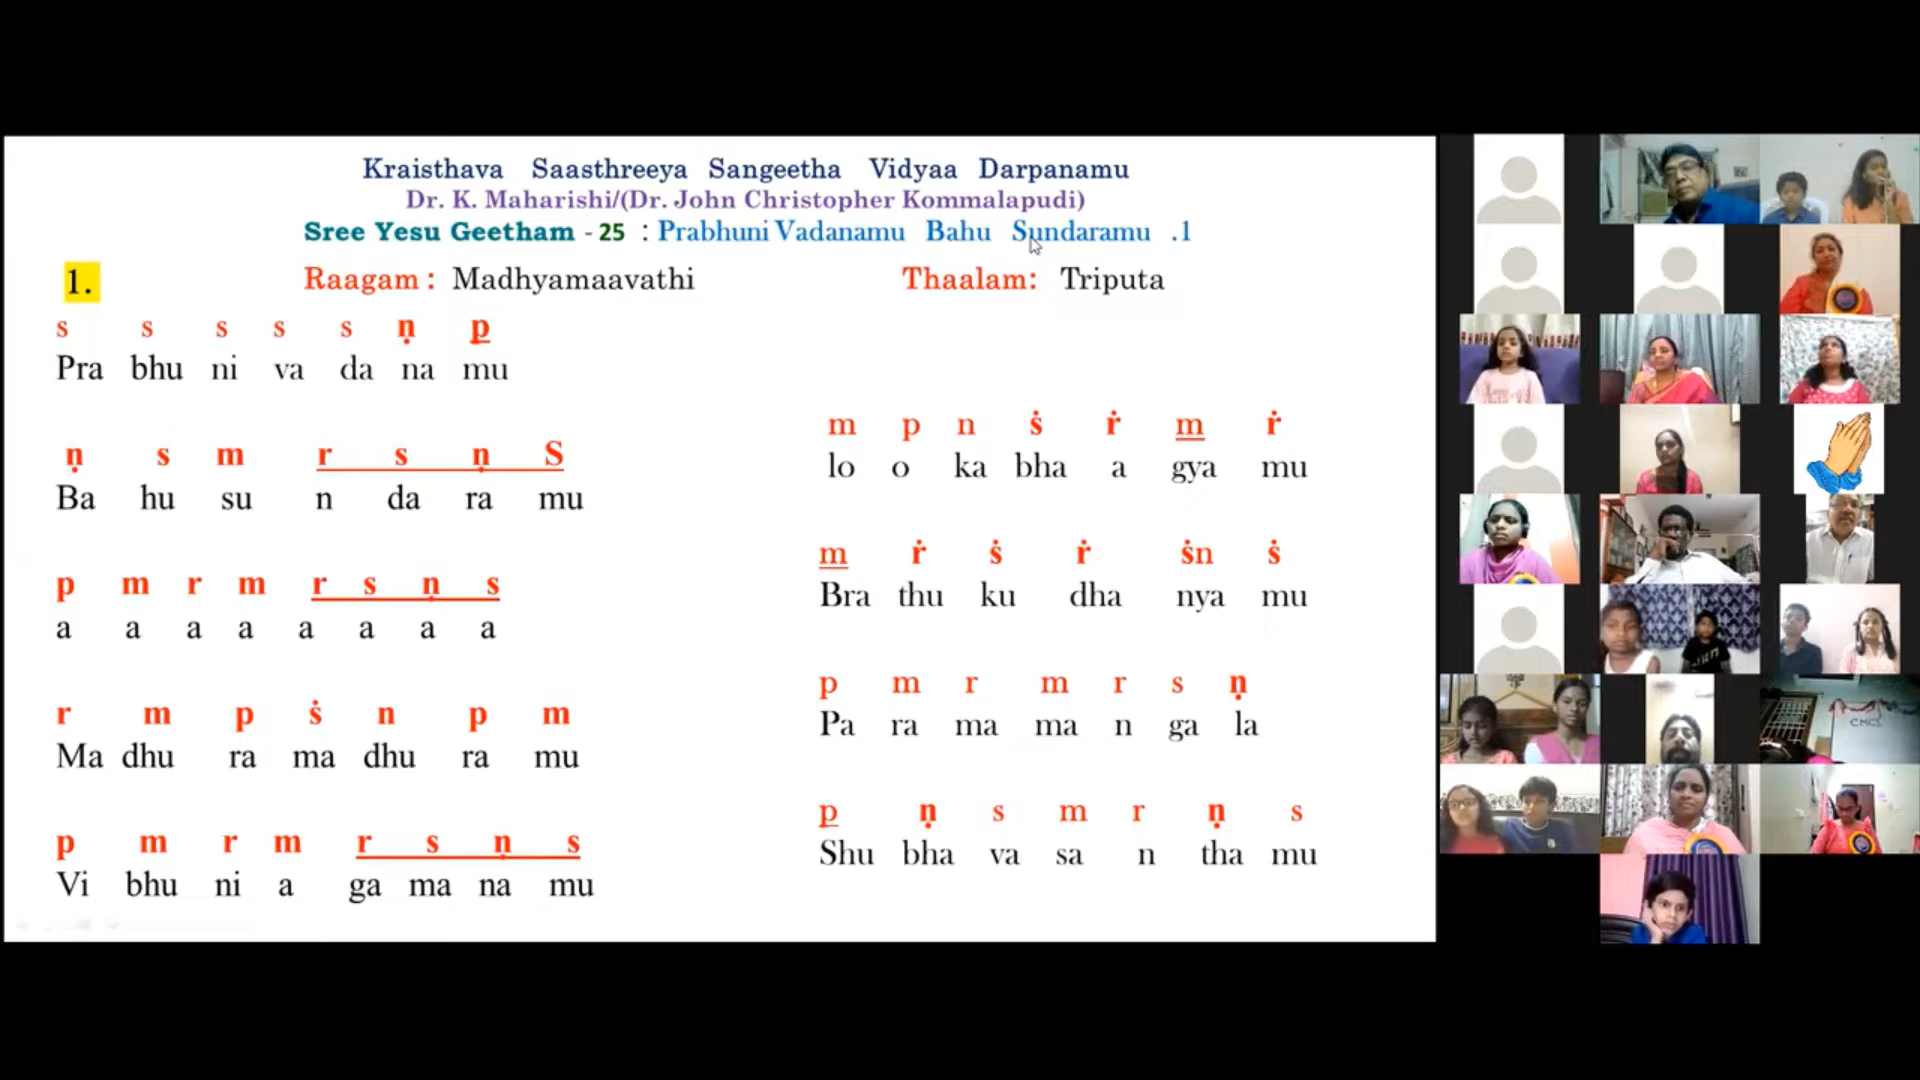 Kraisthava Saasthreeya Sangeetha Vidyaa Darpanamu
Dr. K. Maharishi/(Dr. John Christopher Kommalapudi)
Sree Yesu Geetham - 25 : Prabhuni Vadanamu Bahu Sundaramu .1
1. Raagam : Madhyamaavathi Thaalam: Triputa
s s s s s ṇ p̲
Pra bhu ni va da na mu
ṇ s m r s ṇ S
Ba hu su n da ra mu
p m r m r s ṇ s
a a a a a a a a
r m p ṡ n p m
Ma dhu ra ma dhu ra mu
p m r m r s ṇ s
Vi bhu ni a ga ma na mu
m p n ṡ ṙ m̲ ṙ
lo o ka bha a gya mu
m̲ ṙ ṡ ṙ ṡn ṡ
Bra thu ku dha nya mu
p m r m r s ṇ
Pa ra ma ma n ga la
p̲ ṇ s m r ṇ s
Shu bha va sa n tha mu
CMCS